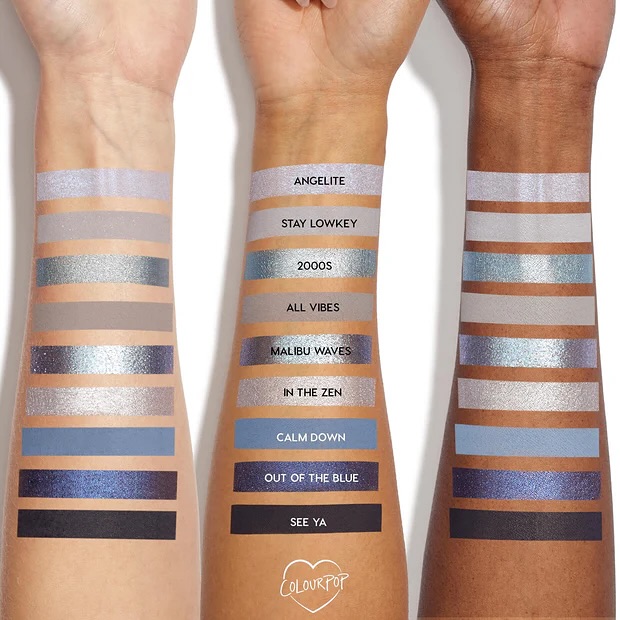 ANGELITE
STAY LOWKEY
2000S
ALL VIBES
MALIBU WAVES
IN THE ZEN
CALM DOWN
OUT OF THE BLUE
SEE YA
COLOURPOP